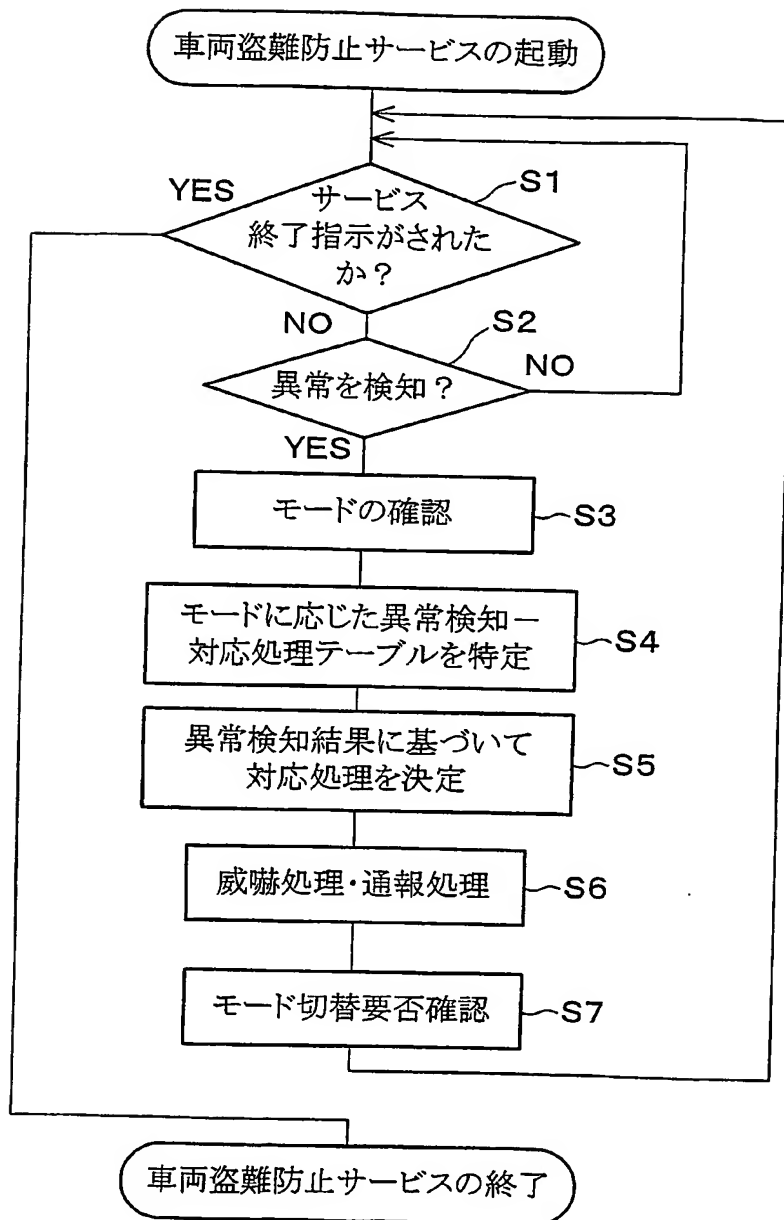 車両盗難防止サービスの起動
YES
サービス
終了指示がされた
か？
S1
NO
S2
異常を検知？
NO
YES
モードの確認
S3
モードに応じた異常検知－
対応処理テーブルを特定
S4
異常検知結果に基づいて
対応処理を決定
S5
威嚇処理・通報処理
S6
モード切替要否確認
S7
車両盗難防止サービスの終了